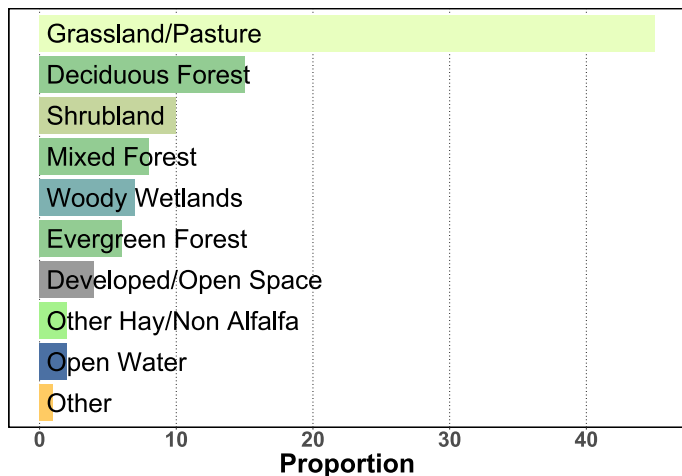 Grassland/Pasture
Deciduous Forest
Shrubland
Mixed Forest
Woody Wetlands
Evergreen Forest
Developed/Open Space
Other Hay/Non Alfalfa
Open Water
Other
0 10 20 30 40
Proportion